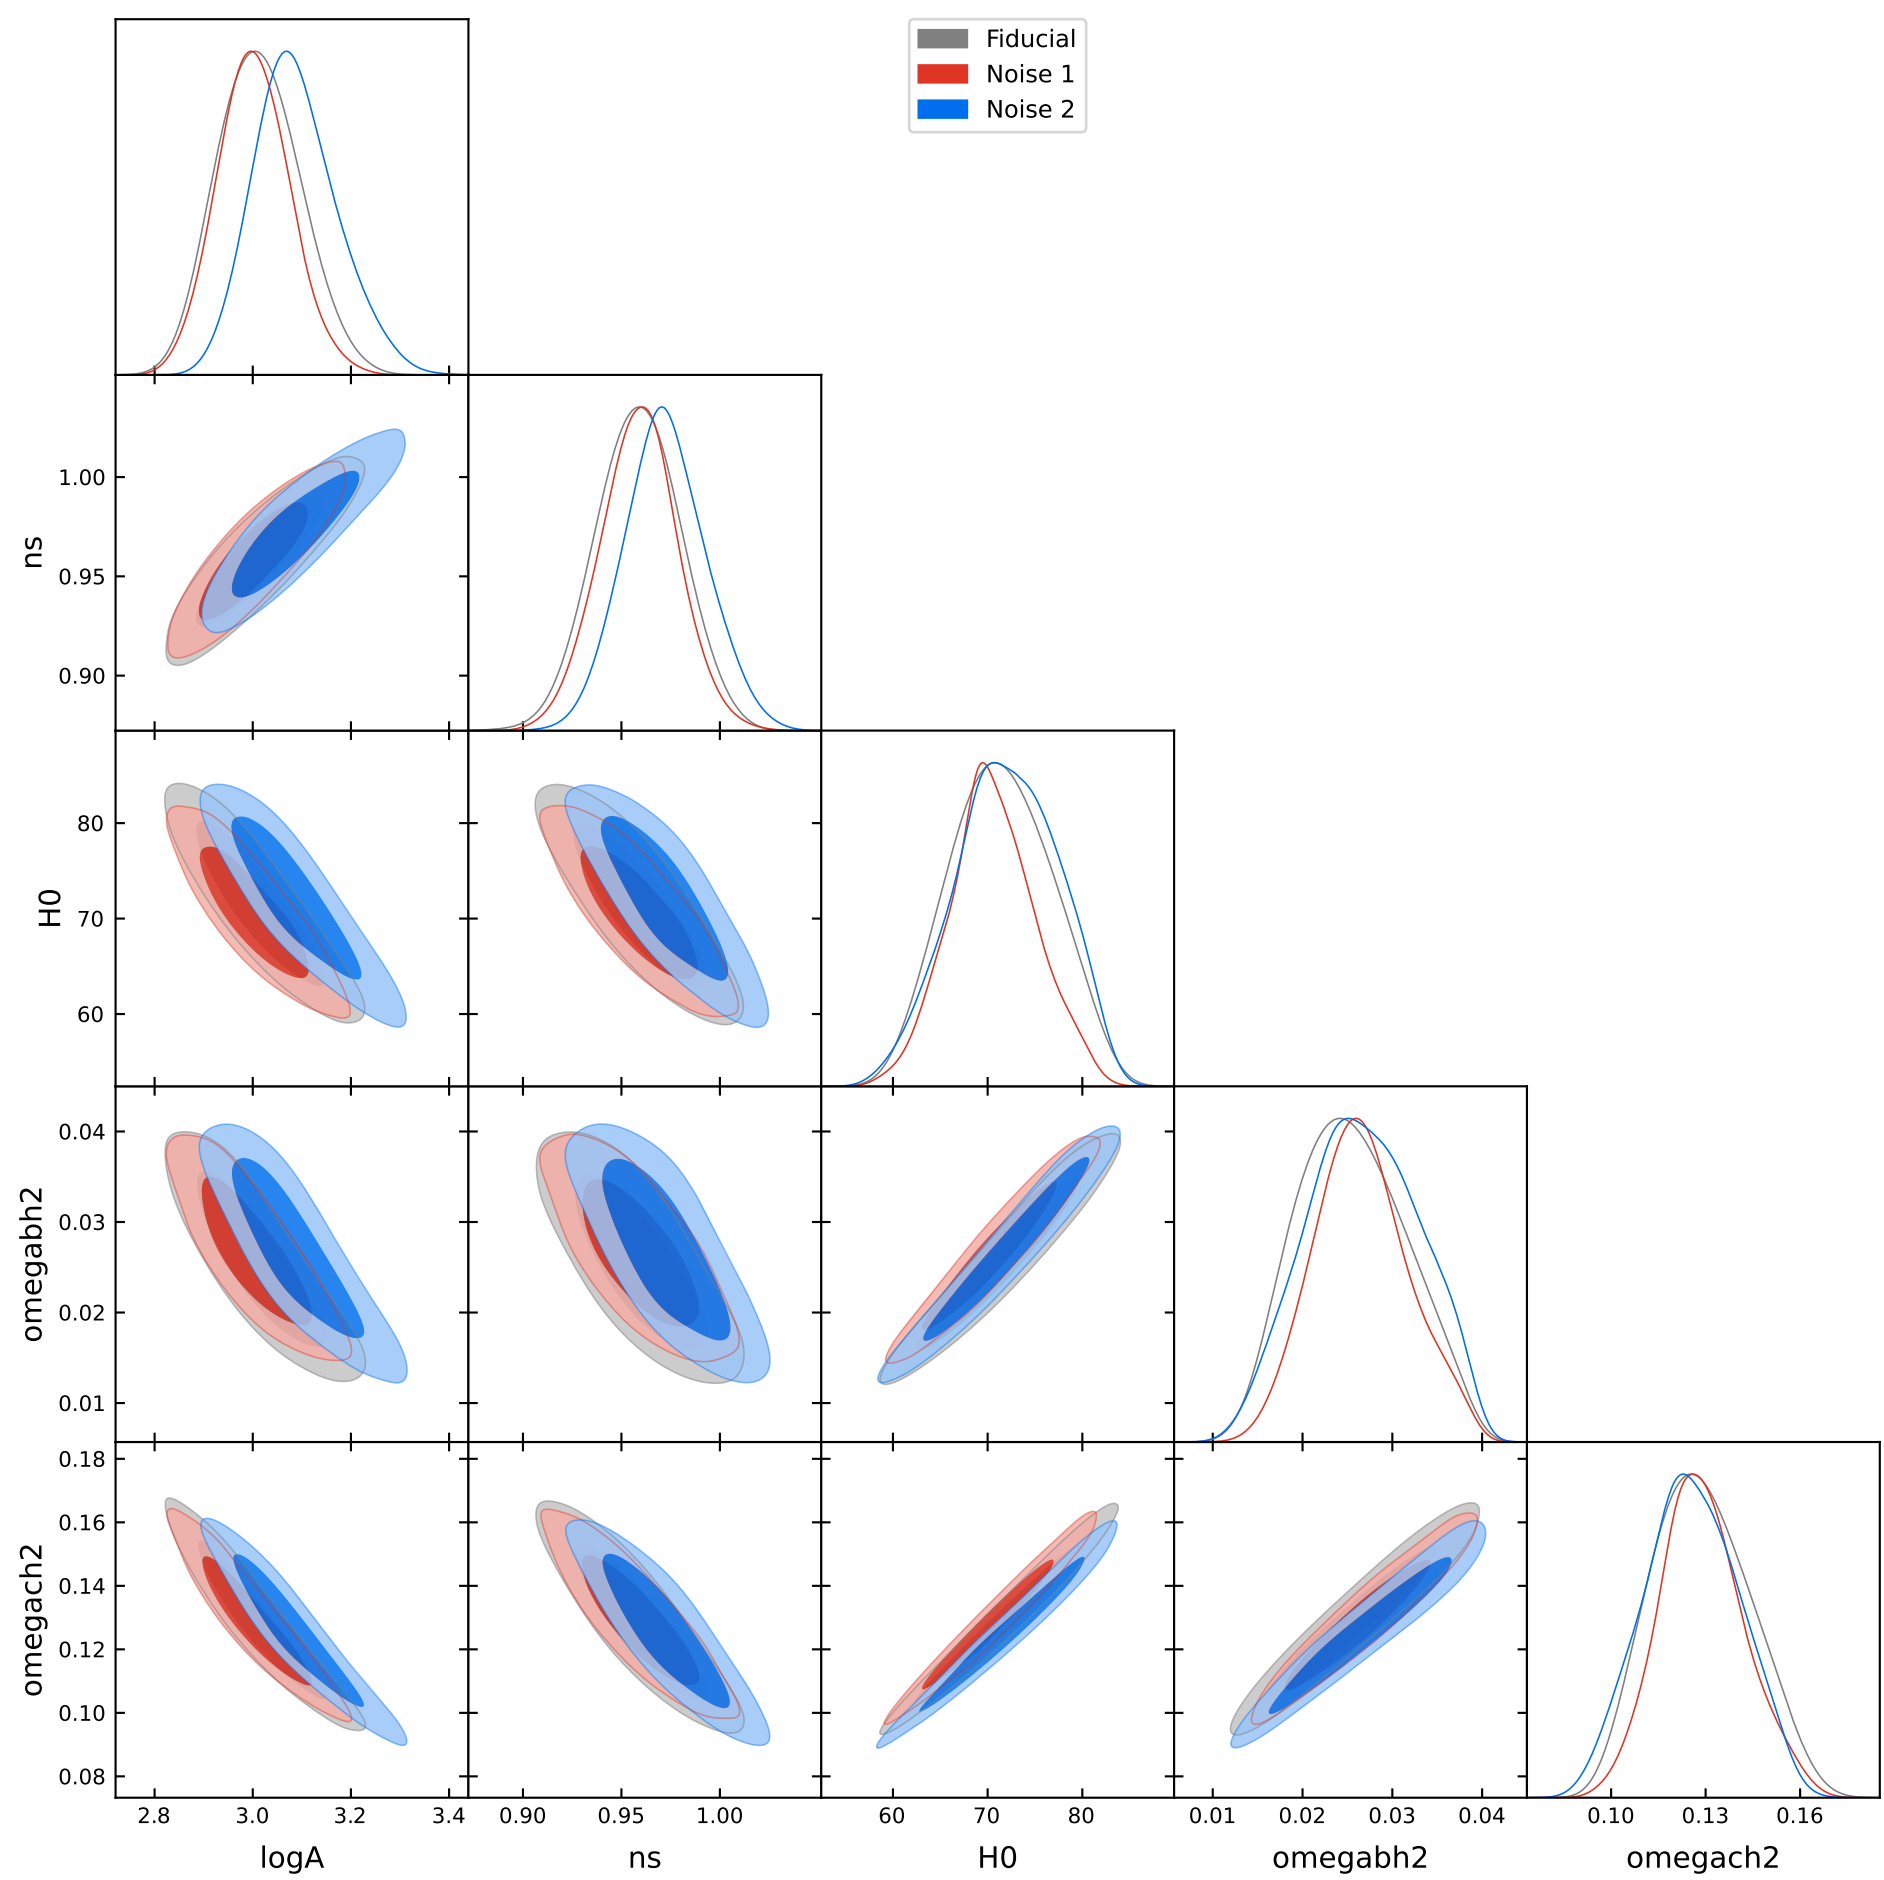 Fiducial
Noise 1
Noise 2
ns
1.00
0.95
0.90
H0
80
70
60
omegabh2
0.04
0.03
0.02
0.01
omegach2
0.18
0.16
0.14
0.12
0.10
0.08
2.8 3.0 3.2 3.4 0.90 0.95 1.00 60 70 80 0.01 0.02 0.03 0.04 0.10 0.13 0.16
logA ns H0 omegabh2 omegach2